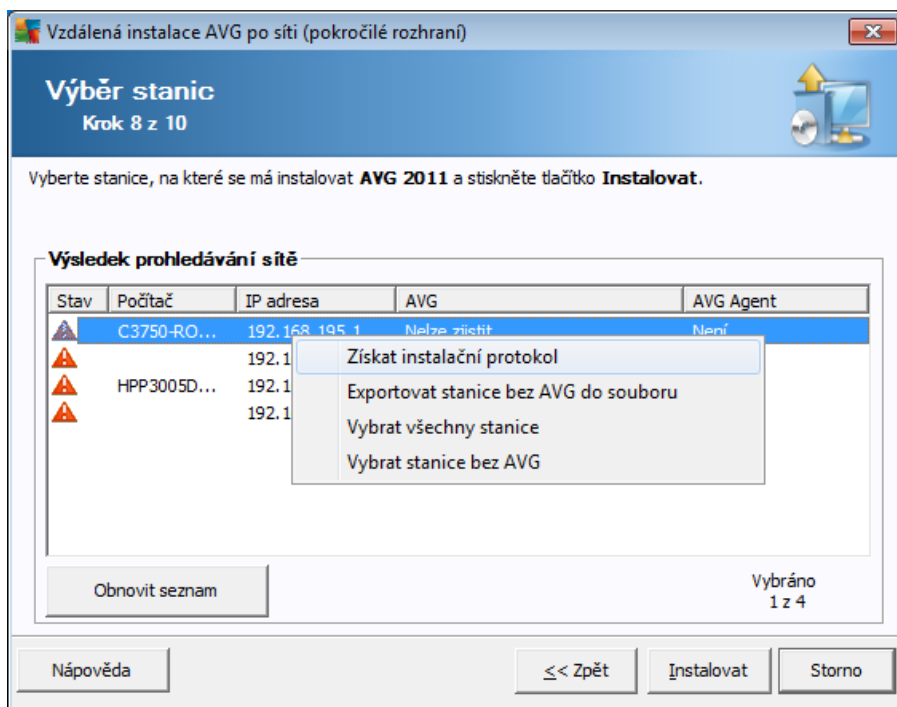 Vzdálená instalace AVG po síti (pokročilé rozhraní)
Výběr stanic
Krok 8 z 10
Vyberte stanice, na které se má instalovat AVG 2011 a stiskněte tlačítko Instalovat.
Výsledek prohledávání sítě
Stav Počítač IP adresa AVG AVG Agent
C3750-RO... 192.168.195.1 Nelze zjistit Není
192.1
HPP3005D... 192.1
192.1
Získat instalační protokol
Exportovat stanice bez AVG do souboru
Vybrat všechny stanice
Vybrat stanice bez AVG
Obnovit seznam
Vybráno
1 z 4
Nápověda
<< Zpět
Instalovat
Storno